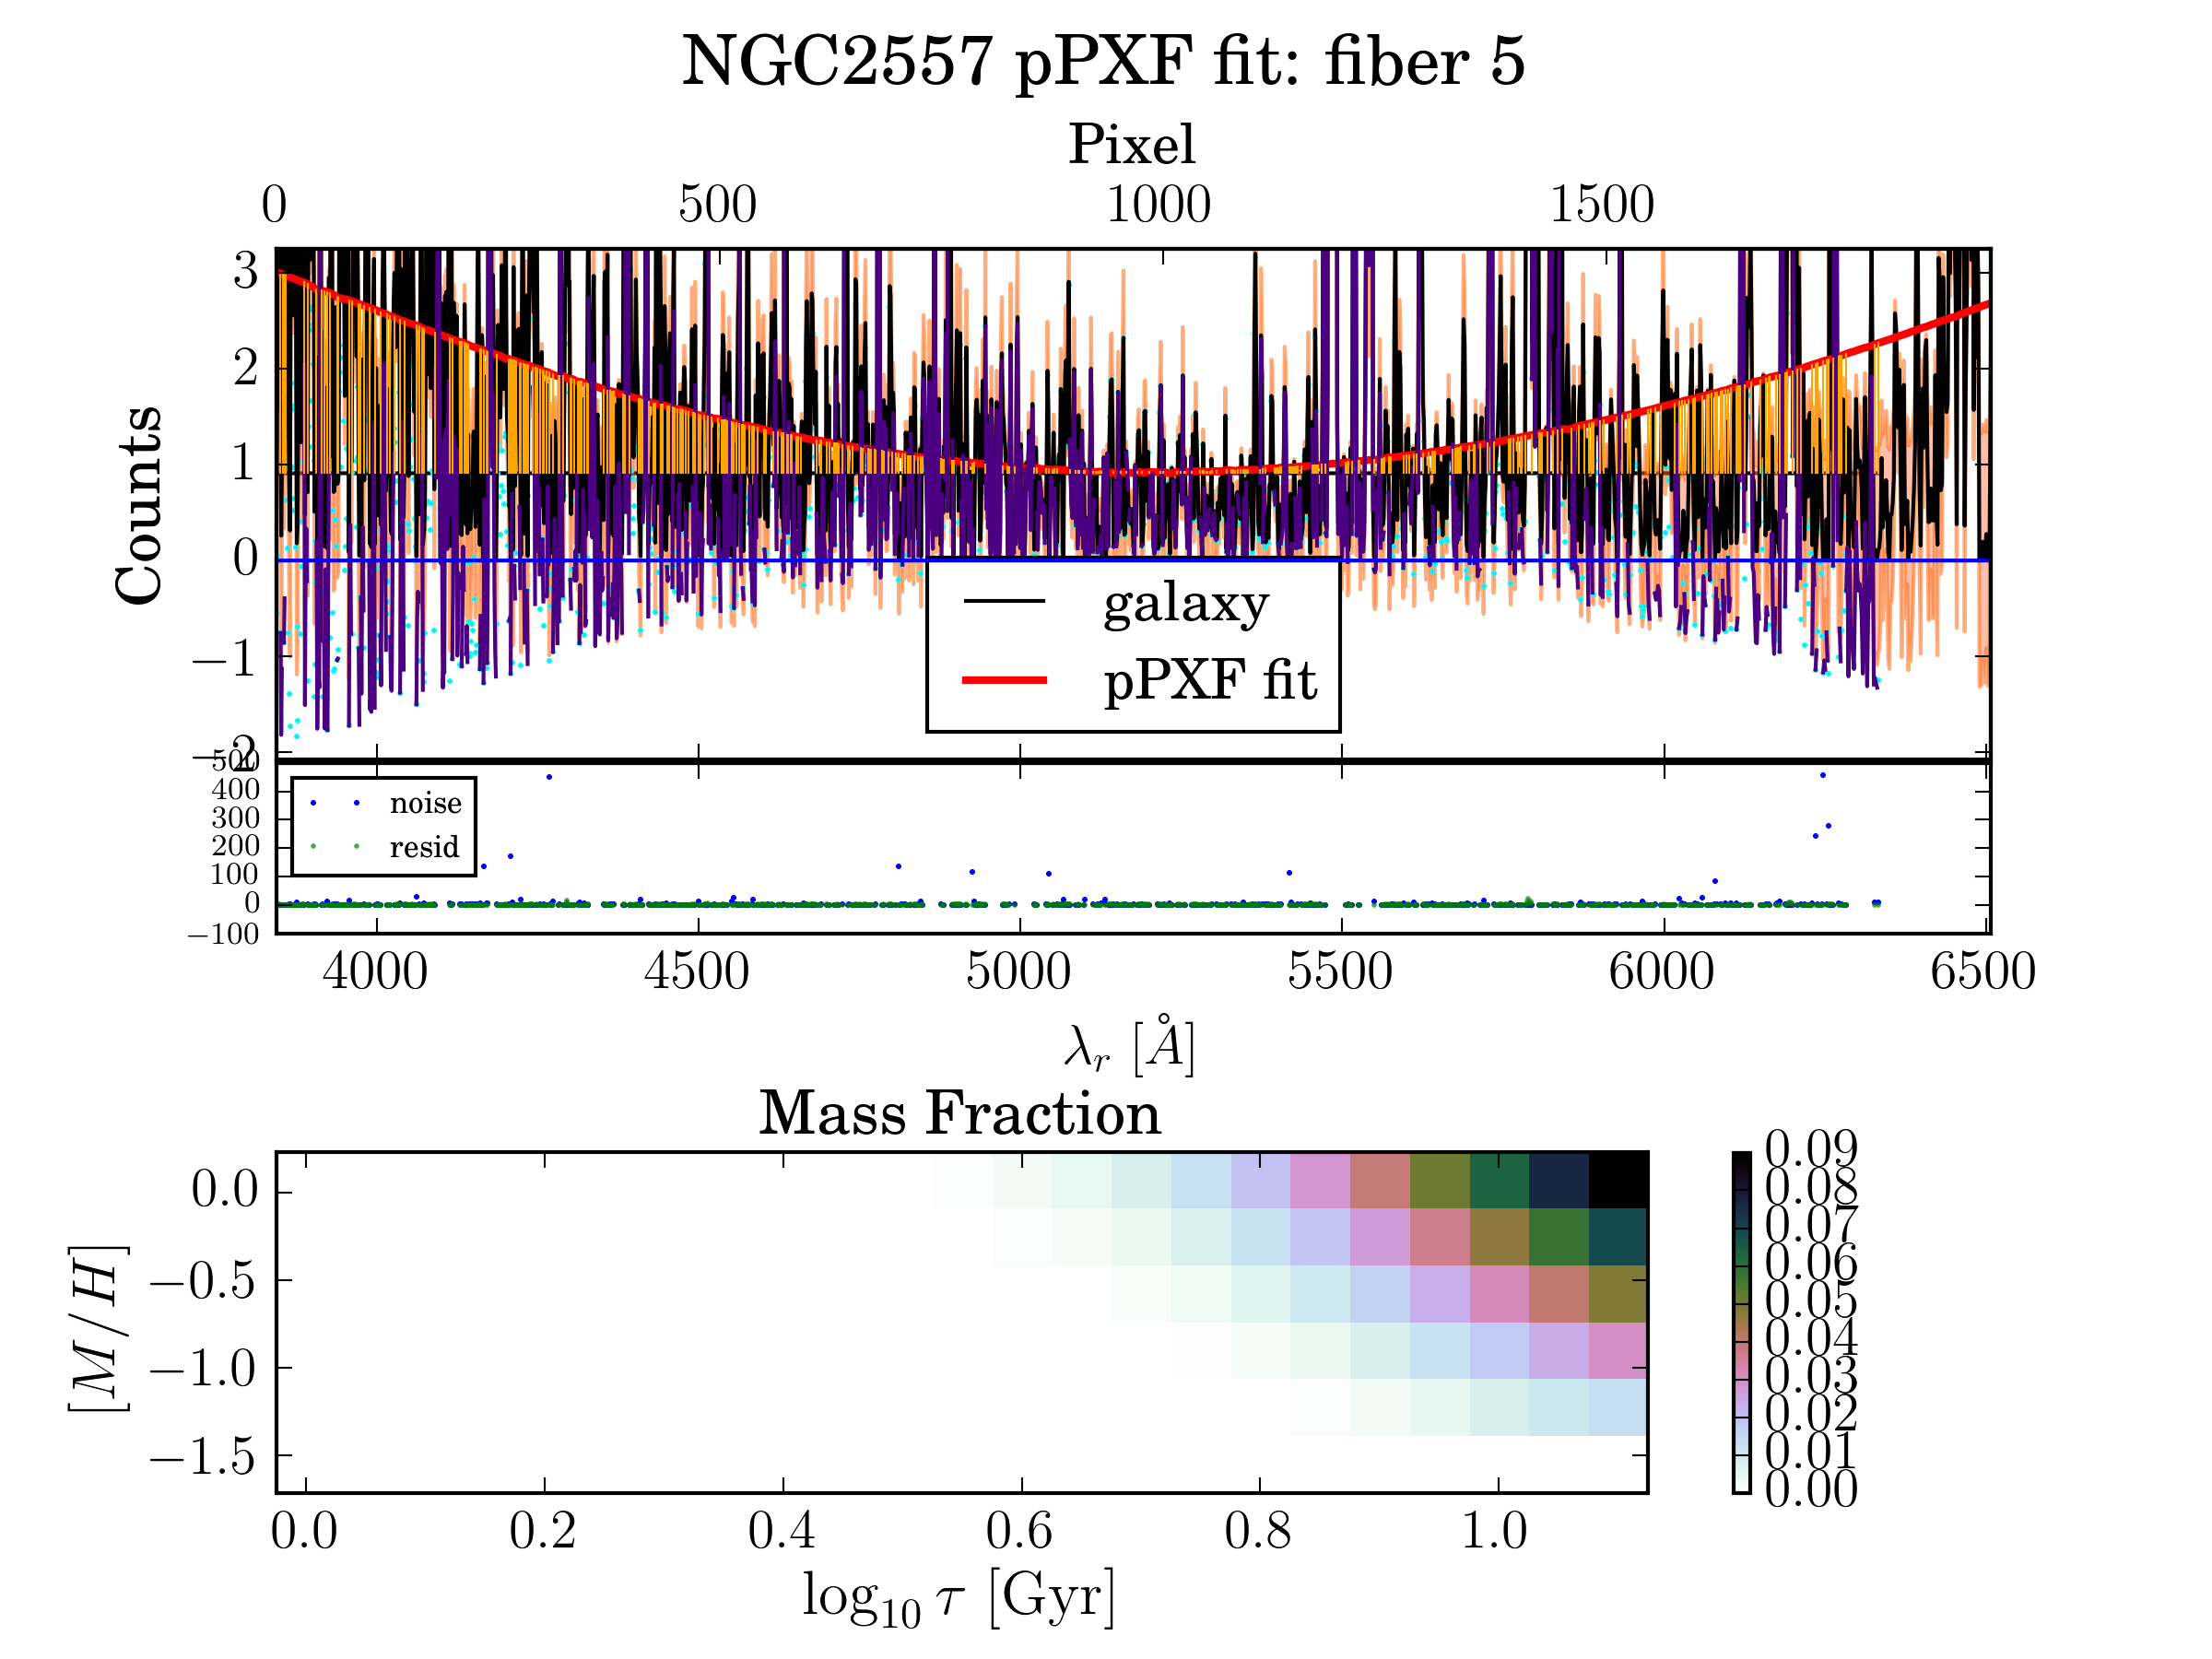 NGC2557 pPXF fit: fiber 5
Pixel
0 500 1000 1500
3
2
1
0
−1
−2
Counts
galaxy
pPXF fit
500
400
300
200
100
0
−100
noise
resid
4000 4500 5000 5500 6000 6500
λr [Å]
Mass Fraction
0.0
−0.5
−1.0
−1.5
[M/H]
0.0 0.2 0.4 0.6 0.8 1.0
log10 τ [Gyr]
0.09
0.08
0.07
0.06
0.05
0.04
0.03
0.02
0.01
0.00